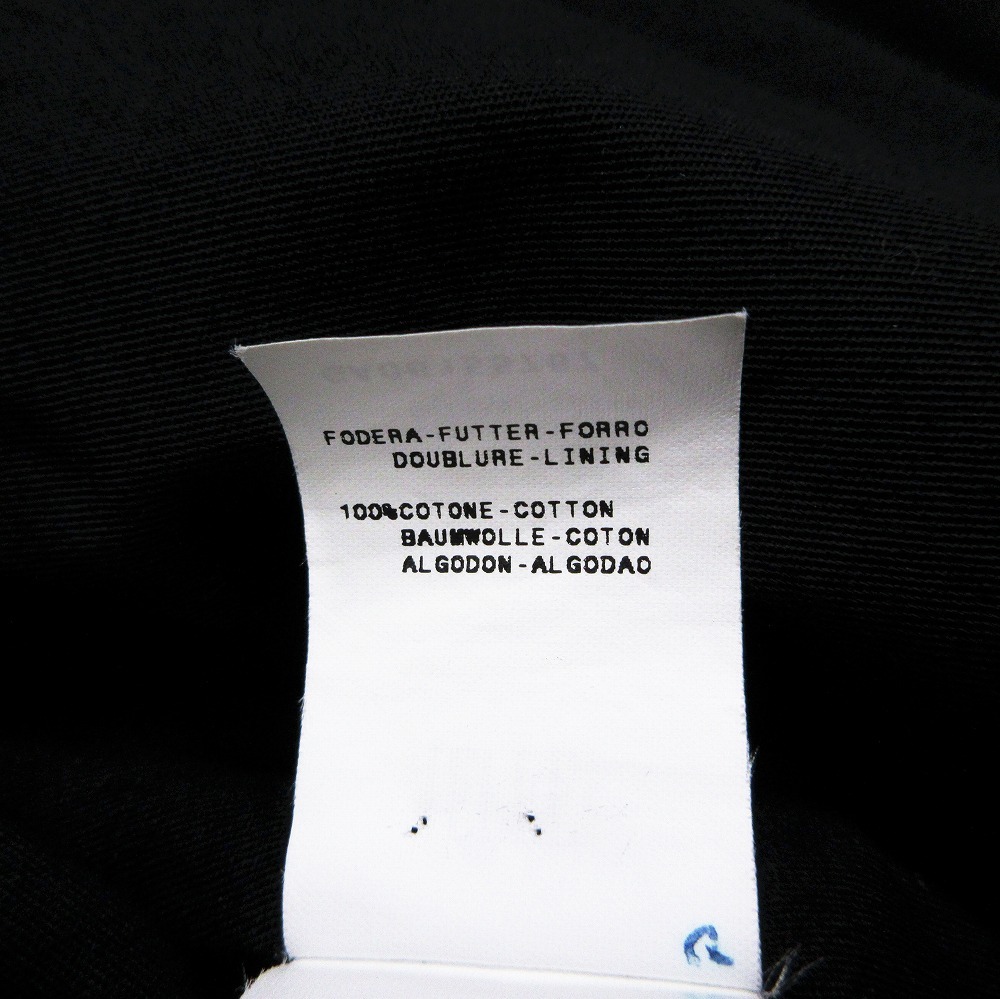 FODERA-FUTTER-FORRO
DOUBLURE-LINING
100%COTONE-COTTON
BAUMWOLLE-COTON
ALGODON-ALGODAO